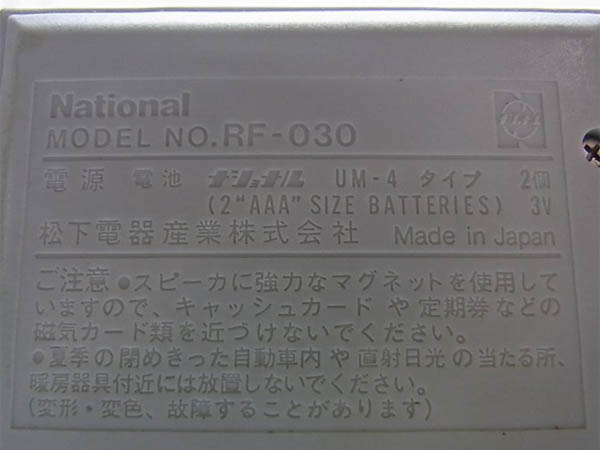 National
MODEL NO.RF-030
電源 電池 ナショナル UM-4 タイプ 2個
(2"AAA" SIZE BATTERIES) 3V
松下電器産業株式会社 Made in Japan
ご注意 ●スピーカに強力なマグネットを使用して
いますので、キャッシュカード や 定期券などの
磁気カード類を近づけないでください。
●夏季の閉めきった自動車内や直射日光の当たる所、
暖房器具付近には放置しないでください。
(変形・変色、故障することがあります)